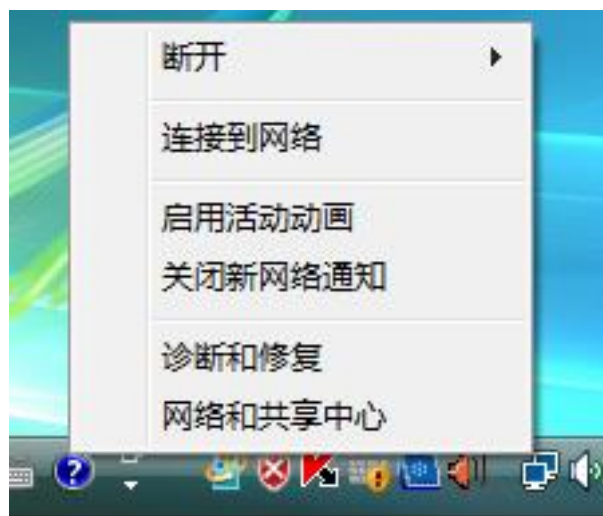 断开
连接到网络
启用活动动画
关闭新网络通知
诊断和修复
网络和共享中心